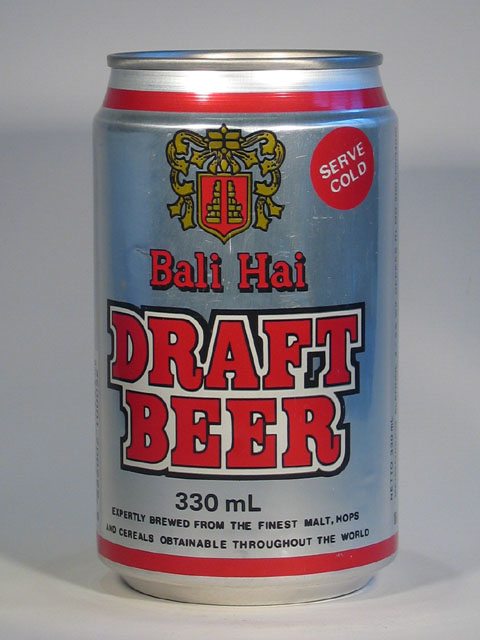 SERVE
COLD
Bali Hai
DRAFT
BEER
330 mL
EXPERTLY BREWED FROM THE FINEST MALT, HOPS
AND CEREALS OBTAINABLE THROUGHOUT THE WORLD